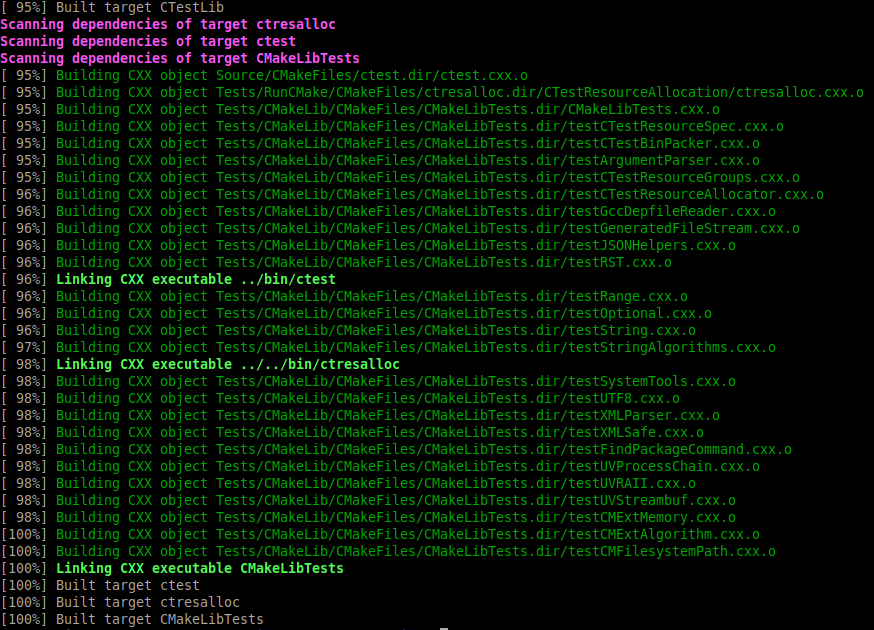 [ 95%] Built target CTestLib
Scanning dependencies of target ctresalloc
Scanning dependencies of target ctest
Scanning dependencies of target CMakeLibTests
[ 95%] Building CXX object Source/CMakeFiles/ctest.dir/ctest.cxx.o
[ 95%] Building CXX object Tests/RunCMake/CMakeFiles/ctresalloc.dir/CTestResourceAllocation/ctresalloc.cxx.o
[ 95%] Building CXX object Tests/CMakeLib/CMakeFiles/CMakeLibTests.dir/CMakeLibTests.cxx.o
[ 95%] Building CXX object Tests/CMakeLib/CMakeFiles/CMakeLibTests.dir/testCTestResourceSpec.cxx.o
[ 95%] Building CXX object Tests/CMakeLib/CMakeFiles/CMakeLibTests.dir/testCTestBinPacker.cxx.o
[ 95%] Building CXX object Tests/CMakeLib/CMakeFiles/CMakeLibTests.dir/testArgumentParser.cxx.o
[ 95%] Building CXX object Tests/CMakeLib/CMakeFiles/CMakeLibTests.dir/testCTestResourceGroups.cxx.o
[ 96%] Building CXX object Tests/CMakeLib/CMakeFiles/CMakeLibTests.dir/testCTestResourceAllocator.cxx.o
[ 96%] Building CXX object Tests/CMakeLib/CMakeFiles/CMakeLibTests.dir/testGccDepfileReader.cxx.o
[ 96%] Building CXX object Tests/CMakeLib/CMakeFiles/CMakeLibTests.dir/testGeneratedFileStream.cxx.o
[ 96%] Building CXX object Tests/CMakeLib/CMakeFiles/CMakeLibTests.dir/testJSONHelpers.cxx.o
[ 96%] Building CXX object Tests/CMakeLib/CMakeFiles/CMakeLibTests.dir/testRST.cxx.o
[ 96%] Linking CXX executable ../bin/ctest
[ 96%] Building CXX object Tests/CMakeLib/CMakeFiles/CMakeLibTests.dir/testRange.cxx.o
[ 96%] Building CXX object Tests/CMakeLib/CMakeFiles/CMakeLibTests.dir/testOptional.cxx.o
[ 96%] Building CXX object Tests/CMakeLib/CMakeFiles/CMakeLibTests.dir/testString.cxx.o
[ 97%] Building CXX object Tests/CMakeLib/CMakeFiles/CMakeLibTests.dir/testStringAlgorithms.cxx.o
[ 98%] Linking CXX executable ../../bin/ctresalloc
[ 98%] Building CXX object Tests/CMakeLib/CMakeFiles/CMakeLibTests.dir/testSystemTools.cxx.o
[ 98%] Building CXX object Tests/CMakeLib/CMakeFiles/CMakeLibTests.dir/testUTF8.cxx.o
[ 98%] Building CXX object Tests/CMakeLib/CMakeFiles/CMakeLibTests.dir/testXMLParser.cxx.o
[ 98%] Building CXX object Tests/CMakeLib/CMakeFiles/CMakeLibTests.dir/testXMLSafe.cxx.o
[ 98%] Building CXX object Tests/CMakeLib/CMakeFiles/CMakeLibTests.dir/testFindPackageCommand.cxx.o
[ 98%] Building CXX object Tests/CMakeLib/CMakeFiles/CMakeLibTests.dir/testUVProcessChain.cxx.o
[ 98%] Building CXX object Tests/CMakeLib/CMakeFiles/CMakeLibTests.dir/testUVRAII.cxx.o
[ 98%] Building CXX object Tests/CMakeLib/CMakeFiles/CMakeLibTests.dir/testUVStreambuf.cxx.o
[ 98%] Building CXX object Tests/CMakeLib/CMakeFiles/CMakeLibTests.dir/testCMExtMemory.cxx.o
[100%] Building CXX object Tests/CMakeLib/CMakeFiles/CMakeLibTests.dir/testCMExtAlgorithm.cxx.o
[100%] Building CXX object Tests/CMakeLib/CMakeFiles/CMakeLibTests.dir/testCMFilesystemPath.cxx.o
[100%] Linking CXX executable CMakeLibTests
[100%] Built target ctest
[100%] Built target ctresalloc
[100%] Built target CMakeLibTests